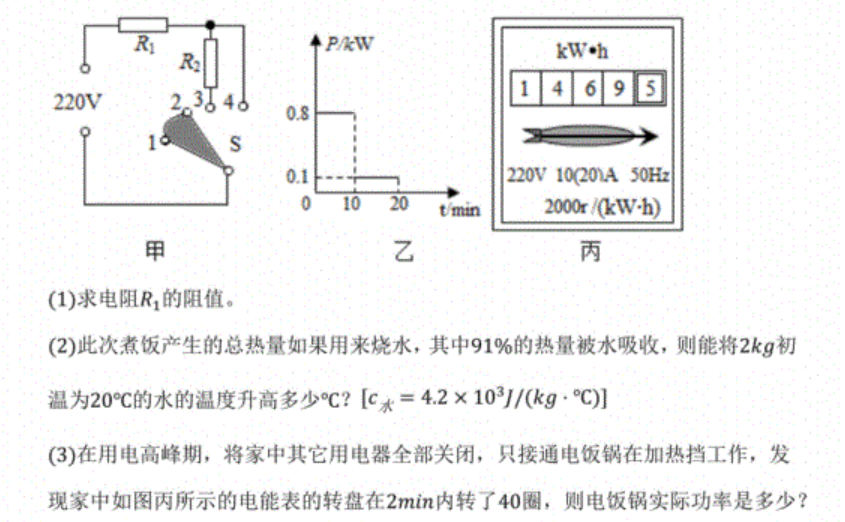 R₁
R₂
220V
1
2
3
4
S
甲
P/kW
0.8
0.1
0
10
20
t/min
乙
kW•h
1 4 6 9 5
220V 10(20)A 50Hz
2000r/(kW·h)
丙
(1)求电阻R₁的阻值。
(2)此次煮饭产生的总热量如果用来烧水，其中91%的热量被水吸收，则能将2kg初
温为20℃的水的温度升高多少℃？[c水 = 4.2 × 10³J/(kg · ℃)]
(3)在用电高峰期，将家中其它用电器全部关闭，只接通电饭锅在加热挡工作，发
现家中如图丙所示的电能表的转盘在2min内转了40圈，则电饭锅实际功率是多少？